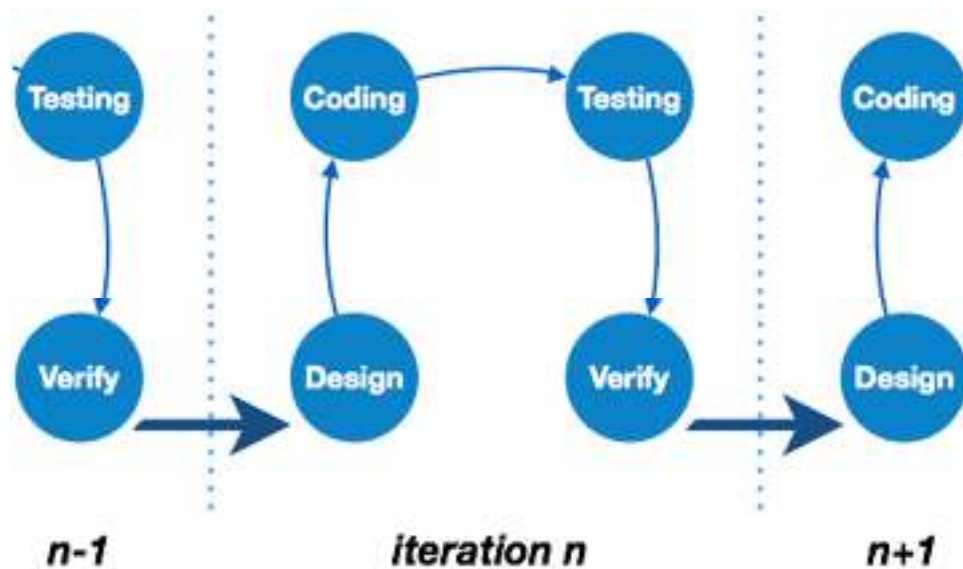 Testing
Coding
Testing
Coding
Verify
Design
Verify
Design
n-1
iteration n
n+1